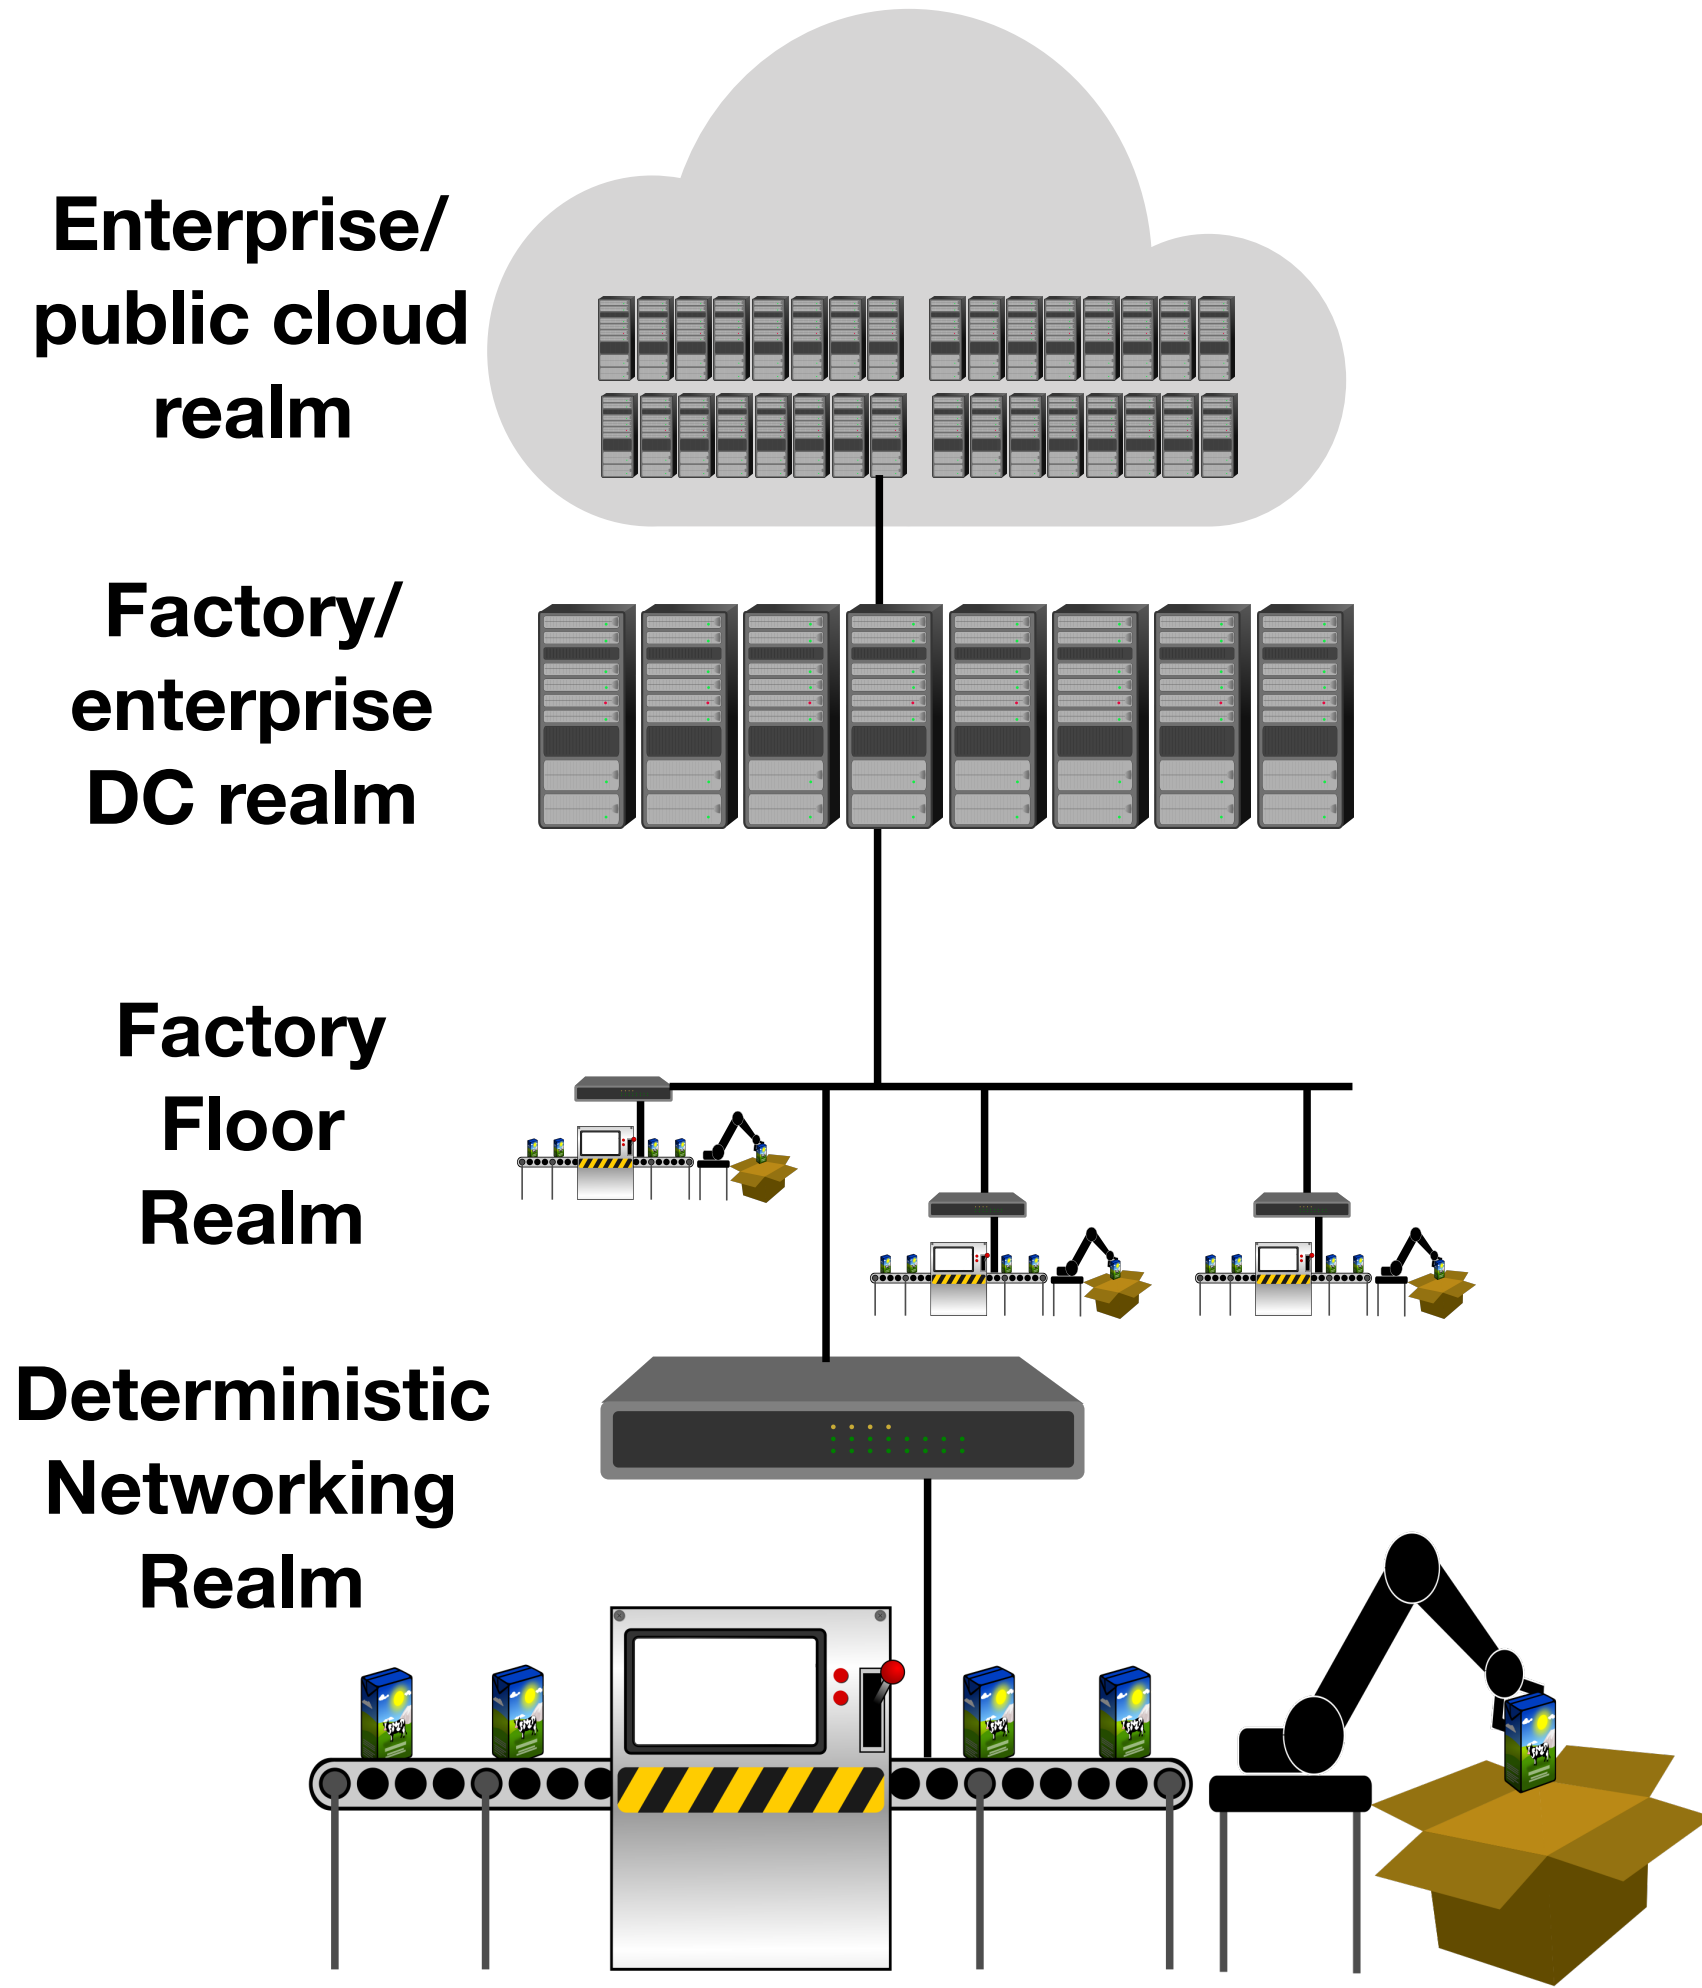 Enterprise/
public cloud
realm
Factory/
enterprise
DC realm
Factory
Floor
Realm
Deterministic
Networking
Realm